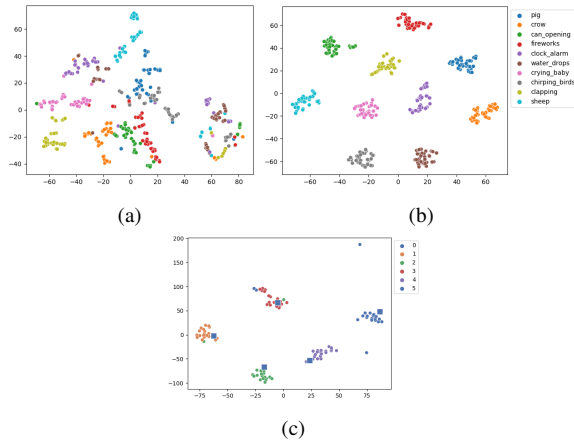 80
60
40
20
0
−20
−40
−60 −40 −20 0 20 40 60 80
(a)
60
40
20
0
−20
−40
−60
−60 −40 −20 0 20 40 60
(b)
pig
crow
can_opening
fireworks
clock_alarm
water_drops
crying_baby
chirping_birds
clapping
sheep
200
150
100
50
0
−50
−100
−75 −50 −25 0 25 50 75
0
1
2
3
4
5
(c)